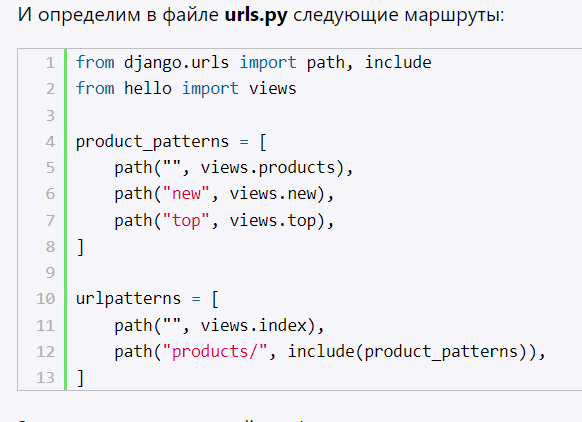 И определим в файле urls.py следующие маршруты:
1 from django.urls import path, include
2 from hello import views
3
4 product_patterns = [
5     path("", views.products),
6     path("new", views.new),
7     path("top", views.top),
8 ]
9
10 urlpatterns = [
11     path("", views.index),
12     path("products/", include(product_patterns)),
13 ]